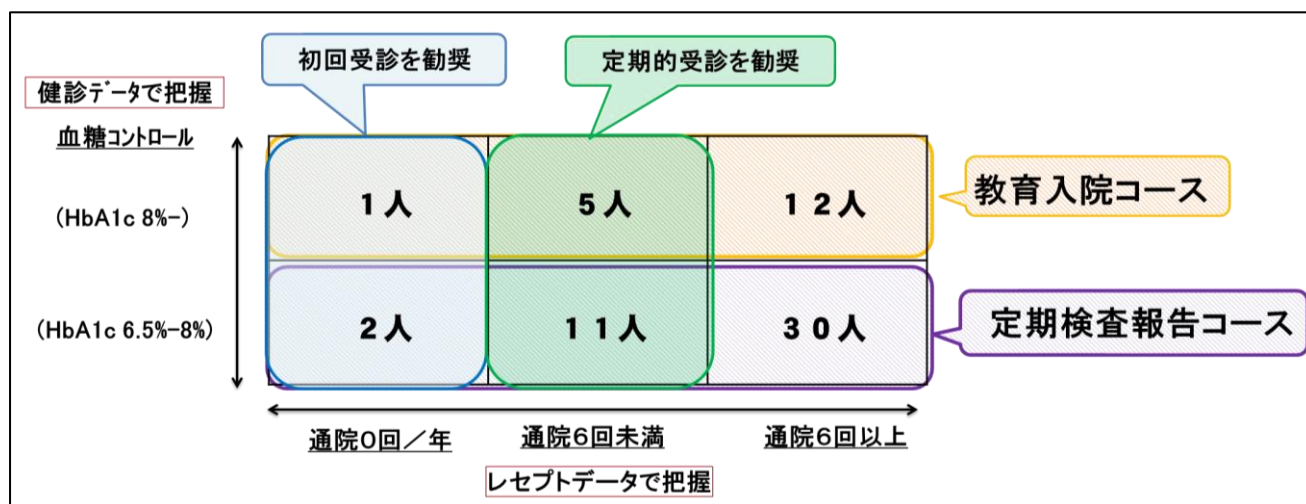 初回受診を勧奨
定期的受診を勧奨
健診データで把握
血糖コントロール
(HbA1c 8%-)
1人
5人
12人
教育入院コース
(HbA1c 6.5%-8%)
2人
11人
30人
定期検査報告コース
通院0回/年
通院6回未満
通院6回以上
レセプトデータで把握